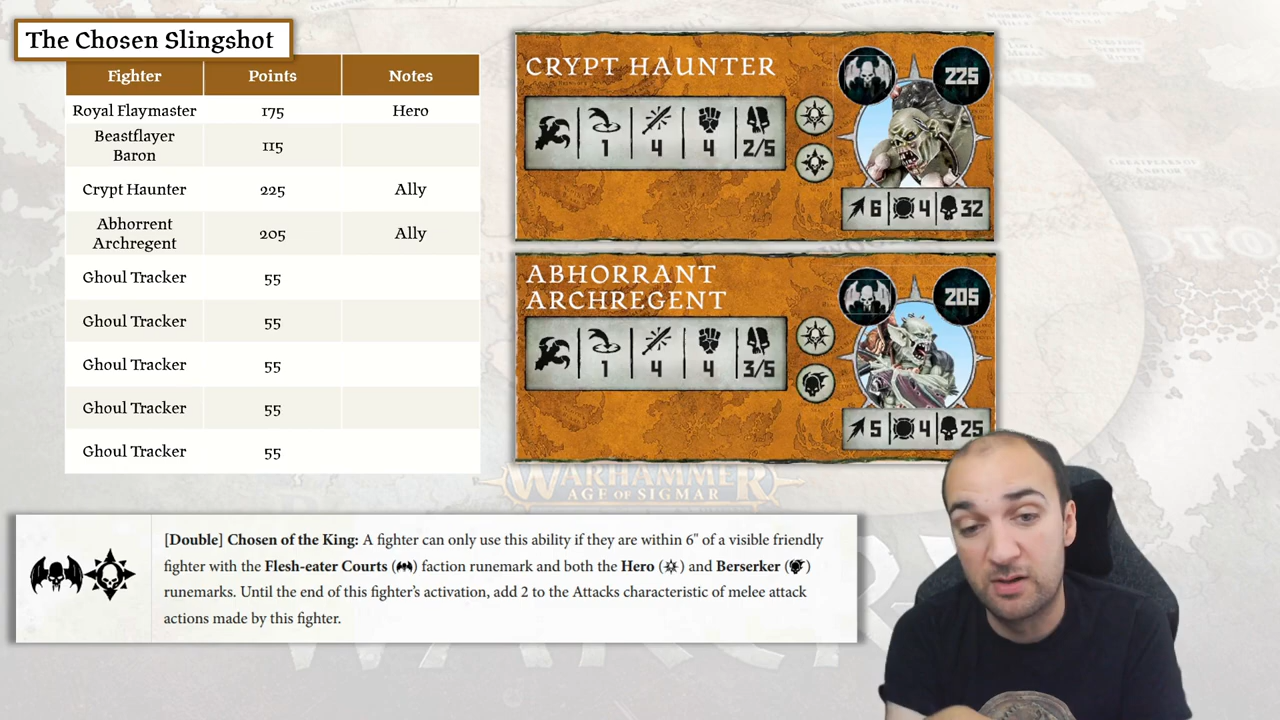 The Chosen Slingshot
Fighter Points Notes
Royal Flaymaster 175 Hero
Beastflayer
Baron 115
Crypt Haunter 225 Ally
Abhorrent
Archregent 205 Ally
Ghoul Tracker 55
Ghoul Tracker 55
Ghoul Tracker 55
Ghoul Tracker 55
Ghoul Tracker 55
CRYPT HAUNTER
225
1 4 4 2/5
6 4 32
ABHORRANT
ARCHREGENT
205
1 4 4 3/5
5 4 25
WARHAMMER
AGE OF SIGMAR
[Double] Chosen of the King: A fighter can only use this ability if they are within 6" of a visible friendly
fighter with the Flesh-eater Courts () faction runemark and both the Hero () and Berserker ()
runemarks. Until the end of this fighter's activation, add 2 to the Attacks characteristic of melee attack
actions made by this fighter.